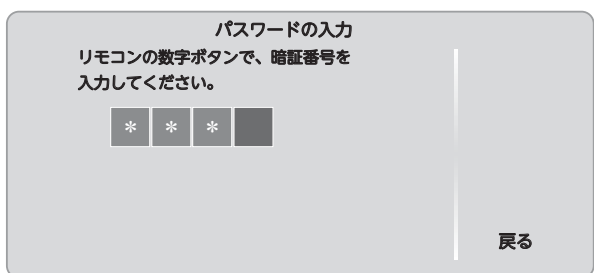 パスワードの入力
リモコンの数字ボタンで、暗証番号を
入力してください。
* * *
戻る